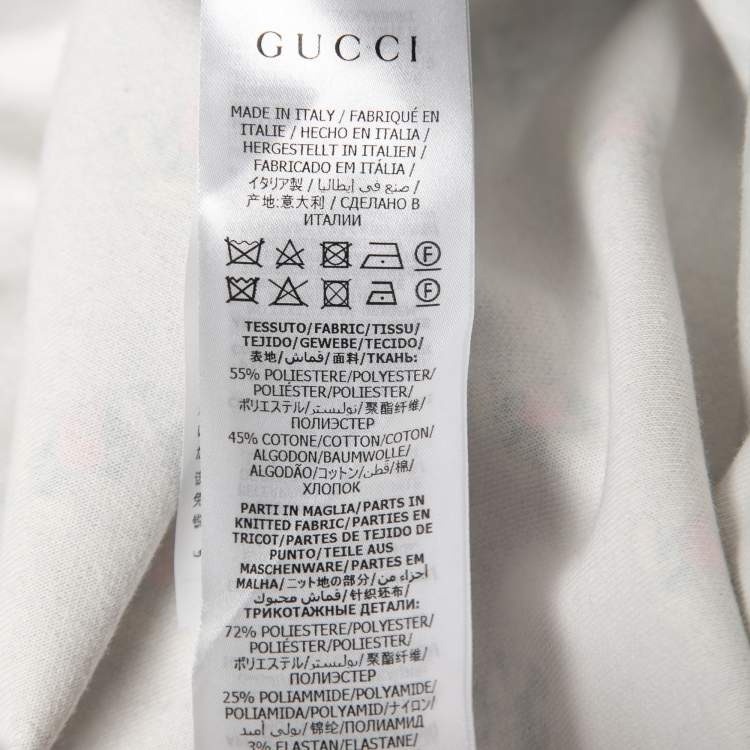 GUCCI
MADE IN ITALY / FABRIQUÉ EN
ITALIE / HECHO EN ITALIA /
HERGESTELLT IN ITALIEN /
FABRICADO EM ITÁLIA /
イタリア製 / صنع في إيطاليا /
产地:意大利 / СДЕЛАНО В
ИТАЛИИ
F
F
TESSUTO/FABRIC/TISSU/
TEJIDO/GEWEBE/TECIDO/
表地/قماش/面料/ТКАНЬ:
55% POLIESTERE/POLYESTER/
POLIÉSTER/POLIESTER/
ポリエステル/بوليستر/聚酯纤维/
ПОЛИЭСТЕР
45% COTONE/COTTON/COTON/
ALGODON/BAUMWOLLE/
ALGODÃO/コットン/قطن/棉/
ХЛОПОК
PARTI IN MAGLIA/PARTS IN
KNITTED FABRIC/PARTIES EN
TRICOT/PARTES DE TEJIDO DE
PUNTO/TEILE AUS
MASCHENWARE/PARTES EM
MALHA/ニット地の部分/أجزاء من
قماش محبوك/针织坯布/
ТРИКОТАЖНЫЕ ДЕТАЛИ:
72% POLIESTERE/POLYESTER/
POLIÉSTER/POLIESTER/
ポリエステル/بوليستر/聚酯纤维/
ПОЛИЭСТЕР
25% POLIAMMIDE/POLYAMIDE/
POLIAMIDA/POLYAMID/ナイロン/
بولي أميد/锦纶/ПОЛИАМИД
3% ELASTAN/ELASTANE/